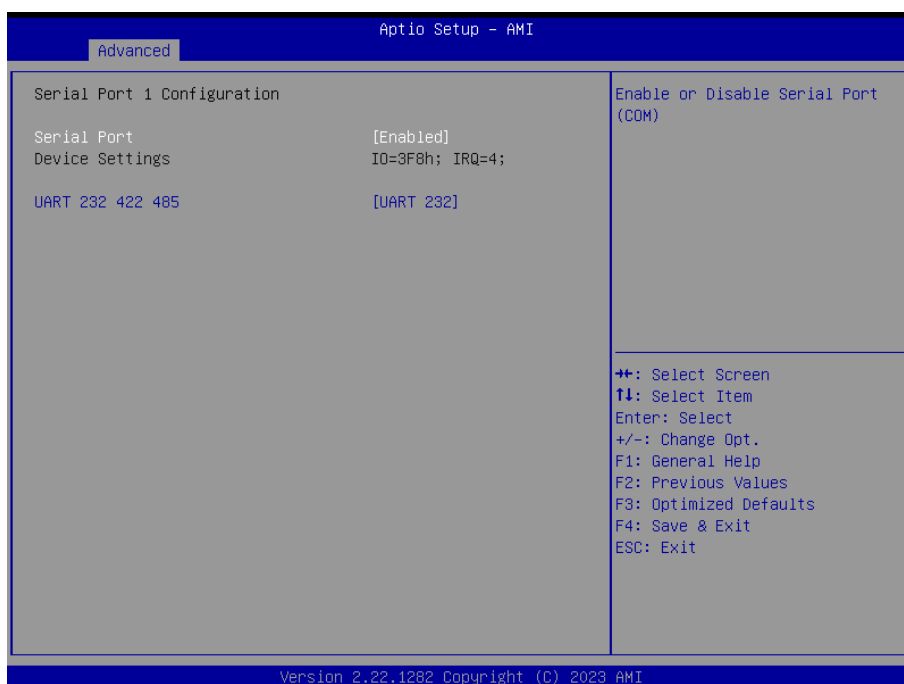 Aptio Setup – AMI
Advanced
Serial Port 1 Configuration
Serial Port [Enabled]
Device Settings IO=3F8h; IRQ=4;
UART 232 422 485 [UART 232]
Enable or Disable Serial Port
(COM)
→←: Select Screen
↑↓: Select Item
Enter: Select
+/-: Change Opt.
F1: General Help
F2: Previous Values
F3: Optimized Defaults
F4: Save & Exit
ESC: Exit
Version 2.22.1282 Copyright (C) 2023 AMI